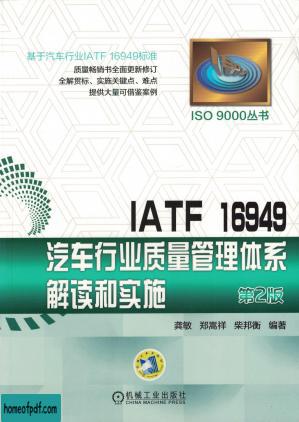 基于汽车行业IATF 16949标准
质量畅销书全面更新修订
全解贯标、实施关键点、难点
提供大量可借鉴案例
ISO 9000丛书
IATF 16949
汽车行业质量管理体系
解读和实施
第2版
龚敏 郑嵩祥 柴邦衡 编著
机械工业出版社
CHINA MACHINE PRESS
homeofpdf.com